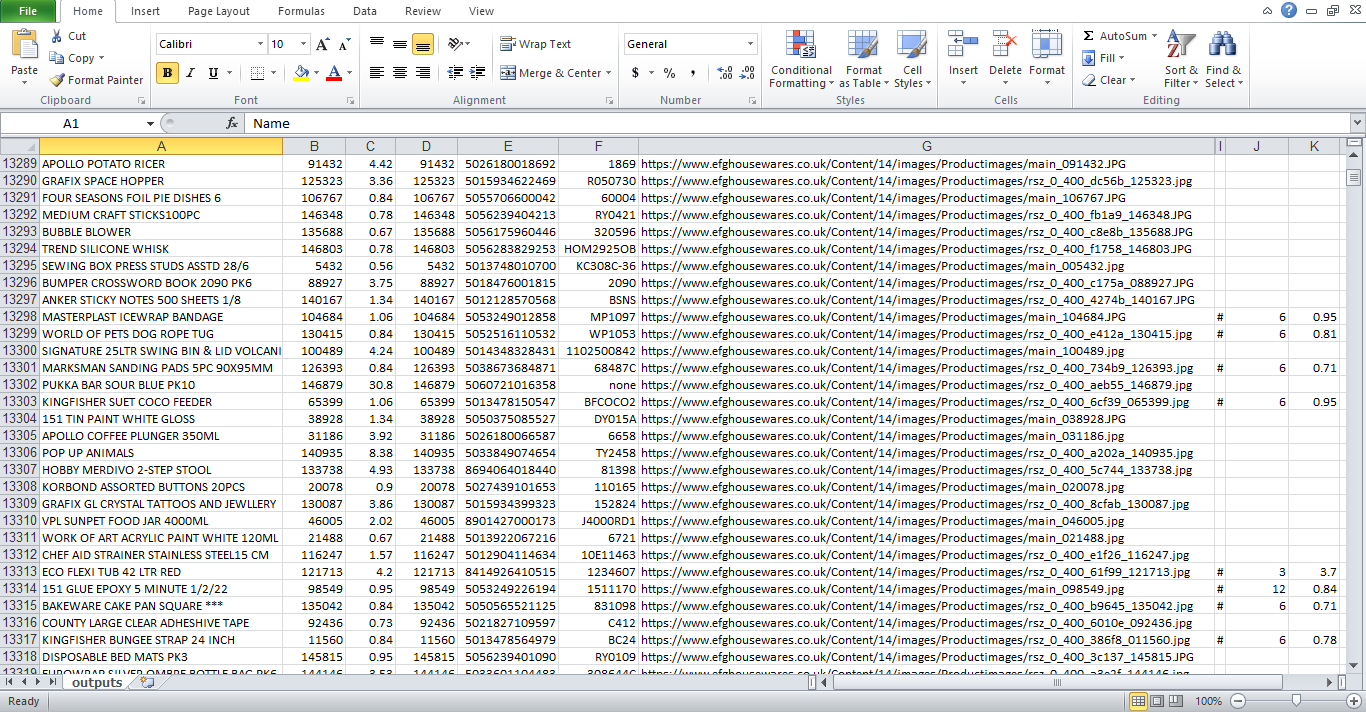 File Home Insert Page Layout Formulas Data Review View
Paste Cut Copy Format Painter Clipboard
Calibri 10 A A B I U A Font
Wrap Text Merge & Center Alignment
General $ % , .0 .00 .00 .0 Number
Conditional Formatting Format as Table Cell Styles Styles
Insert Delete Format Cells
Σ AutoSum Fill Clear Sort & Filter Find & Select Editing
A1 fx Name
A B C D E F G I J K
13289 APOLLO POTATO RICER 91432 4.42 91432 5026180018692 1869 https://www.efghousewares.co.uk/Content/14/images/Productimages/main_091432.JPG
13290 GRAFIX SPACE HOPPER 125323 3.36 125323 5015934622469 R050730 https://www.efghousewares.co.uk/Content/14/images/Productimages/rsz_0_400_dc56b_125323.jpg
13291 FOUR SEASONS FOIL PIE DISHES 6 106767 0.84 106767 5055706600042 60004 https://www.efghousewares.co.uk/Content/14/images/Productimages/main_106767.JPG
13292 MEDIUM CRAFT STICKS100PC 146348 0.78 146348 5056239404213 RY0421 https://www.efghousewares.co.uk/Content/14/images/Productimages/rsz_0_400_fb1a9_146348.JPG
13293 BUBBLE BLOWER 135688 0.67 135688 5056175960446 320596 https://www.efghousewares.co.uk/Content/14/images/Productimages/rsz_0_400_c8e8b_135688.JPG
13294 TREND SILICONE WHISK 146803 0.78 146803 5056283829253 HOM2925OB https://www.efghousewares.co.uk/Content/14/images/Productimages/rsz_0_400_f1758_146803.JPG
13295 SEWING BOX PRESS STUDS ASSTD 28/6 5432 0.56 5432 5013748010700 KC308C-36 https://www.efghousewares.co.uk/Content/14/images/Productimages/main_005432.jpg
13296 BUMPER CROSSWORD BOOK 2090 PK6 88927 3.75 88927 5018476001815 2090 https://www.efghousewares.co.uk/Content/14/images/Productimages/rsz_0_400_c175a_088927.JPG
13297 ANKER STICKY NOTES 500 SHEETS 1/8 140167 1.34 140167 5012128570568 BSNS https://www.efghousewares.co.uk/Content/14/images/Productimages/rsz_0_400_4274b_140167.JPG
13298 MASTERPLAST ICEWRAP BANDAGE 104684 1.06 104684 5053249012858 MP1097 https://www.efghousewares.co.uk/Content/14/images/Productimages/main_104684.JPG # 6 0.95
13299 WORLD OF PETS DOG ROPE TUG 130415 0.84 130415 5052516110532 WP1053 https://www.efghousewares.co.uk/Content/14/images/Productimages/rsz_0_400_e412a_130415.jpg # 6 0.81
13300 SIGNATURE 25LTR SWING BIN & LID VOLCANI 100489 4.24 100489 5014348328431 1102500842 https://www.efghousewares.co.uk/Content/14/images/Productimages/main_100489.jpg
13301 MARKSMAN SANDING PADS 5PC 90X95MM 126393 0.84 126393 5038673684871 68487C https://www.efghousewares.co.uk/Content/14/images/Productimages/rsz_0_400_734b9_126393.jpg # 6 0.71
13302 PUKKA BAR SOUR BLUE PK10 146879 30.8 146879 5060721016358 none https://www.efghousewares.co.uk/Content/14/images/Productimages/rsz_0_400_aeb55_146879.jpg
13303 KINGFISHER SUET COCO FEEDER 65399 1.06 65399 5013478150547 BFCOCO2 https://www.efghousewares.co.uk/Content/14/images/Productimages/rsz_0_400_6cf39_065399.jpg # 6 0.95
13304 151 TIN PAINT WHITE GLOSS 38928 1.34 38928 5050375085527 DY015A https://www.efghousewares.co.uk/Content/14/images/Productimages/main_038928.JPG
13305 APOLLO COFFEE PLUNGER 350ML 31186 3.92 31186 5026180066587 6658 https://www.efghousewares.co.uk/Content/14/images/Productimages/main_031186.jpg
13306 POP UP ANIMALS 140935 8.38 140935 5033849074654 TY2458 https://www.efghousewares.co.uk/Content/14/images/Productimages/rsz_0_400_a202a_140935.jpg
13307 HOBBY MERDIVO 2-STEP STOOL 133738 4.93 133738 8694064018440 81398 https://www.efghousewares.co.uk/Content/14/images/Productimages/rsz_0_400_5c744_133738.jpg
13308 KORBOND ASSORTED BUTTONS 20PCS 20078 0.9 20078 5027439101653 110165 https://www.efghousewares.co.uk/Content/14/images/Productimages/main_020078.jpg
13309 GRAFIX GL CRYSTAL TATTOOS AND JEWLLERY 130087 3.86 130087 5015934399323 152824 https://www.efghousewares.co.uk/Content/14/images/Productimages/rsz_0_400_8cfab_130087.jpg
13310 VPL SUNPET FOOD JAR 4000ML 46005 2.02 46005 8901427000173 J4000RD1 https://www.efghousewares.co.uk/Content/14/images/Productimages/main_046005.jpg
13311 WORK OF ART ACRYLIC PAINT WHITE 120ML 21488 0.67 21488 5013922067216 6721 https://www.efghousewares.co.uk/Content/14/images/Productimages/main_021488.jpg
13312 CHEF AID STRAINER STAINLESS STEEL15 CM 116247 1.57 116247 5012904114634 10E11463 https://www.efghousewares.co.uk/Content/14/images/Productimages/rsz_0_400_e1f26_116247.jpg
13313 ECO FLEXI TUB 42 LTR RED 121713 4.2 121713 8414926410515 1234607 https://www.efghousewares.co.uk/Content/14/images/Productimages/rsz_0_400_61f99_121713.jpg # 3 3.7
13314 151 GLUE EPOXY 5 MINUTE 1/2/22 98549 0.95 98549 5053249226194 1511170 https://www.efghousewares.co.uk/Content/14/images/Productimages/main_098549.jpg # 12 0.84
13315 BAKEWARE CAKE PAN SQUARE *** 135042 0.84 135042 5050565521125 831098 https://www.efghousewares.co.uk/Content/14/images/Productimages/rsz_0_400_b9645_135042.jpg # 6 0.71
13316 COUNTY LARGE CLEAR ADHESHIVE TAPE 92436 0.73 92436 5021827109597 C412 https://www.efghousewares.co.uk/Content/14/images/Productimages/rsz_0_400_6010e_092436.jpg
13317 KINGFISHER BUNGEE STRAP 24 INCH 11560 0.84 11560 5013478564979 BC24 https://www.efghousewares.co.uk/Content/14/images/Productimages/rsz_0_400_386f8_011560.jpg # 6 0.78
13318 DISPOSABLE BED MATS PK3 145815 0.95 145815 5056239401090 RY0109 https://www.efghousewares.co.uk/Content/14/images/Productimages/rsz_0_400_3c137_145815.JPG
outputs
Ready 100%